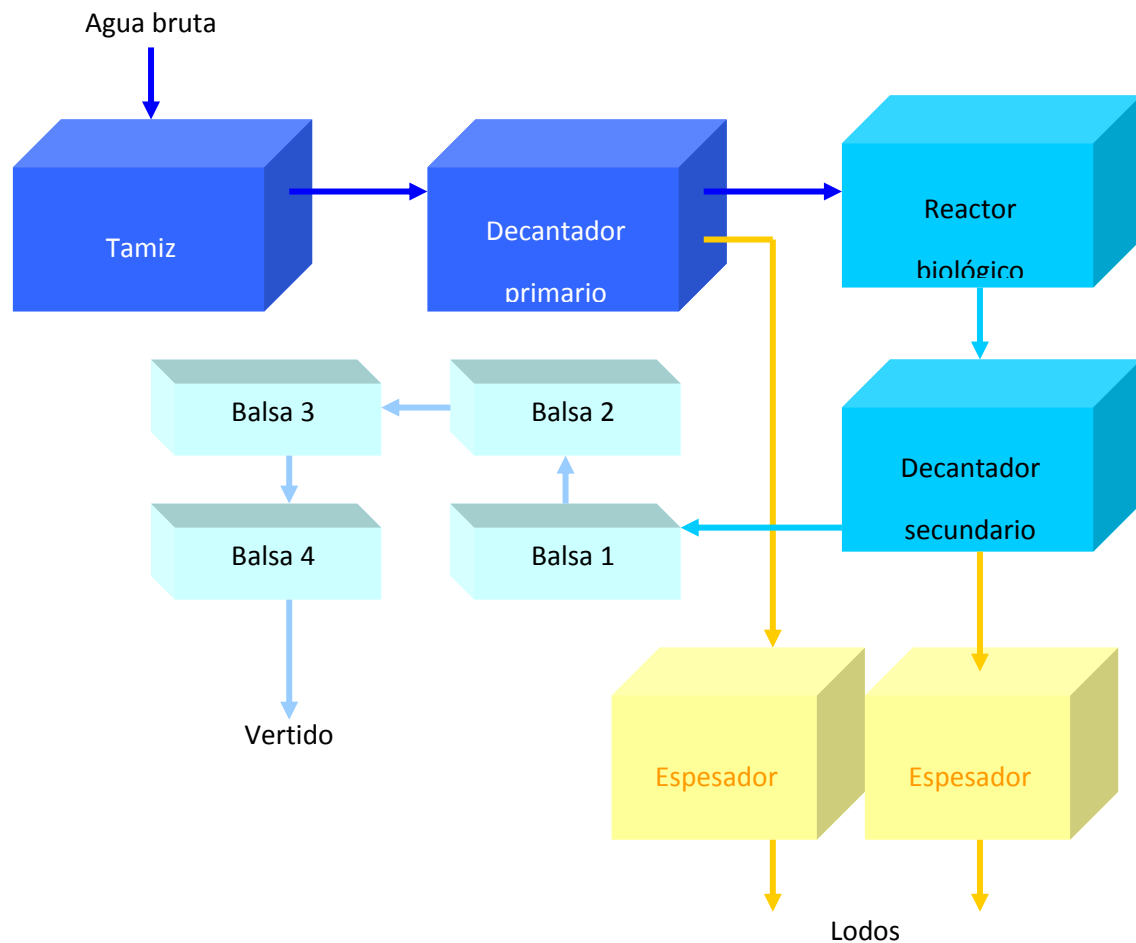 Agua bruta
Tamiz
Decantador
primario
Reactor
biológico
Balsa 3
Balsa 2
Decantador
secundario
Balsa 4
Balsa 1
Vertido
Espesador
Espesador
Lodos